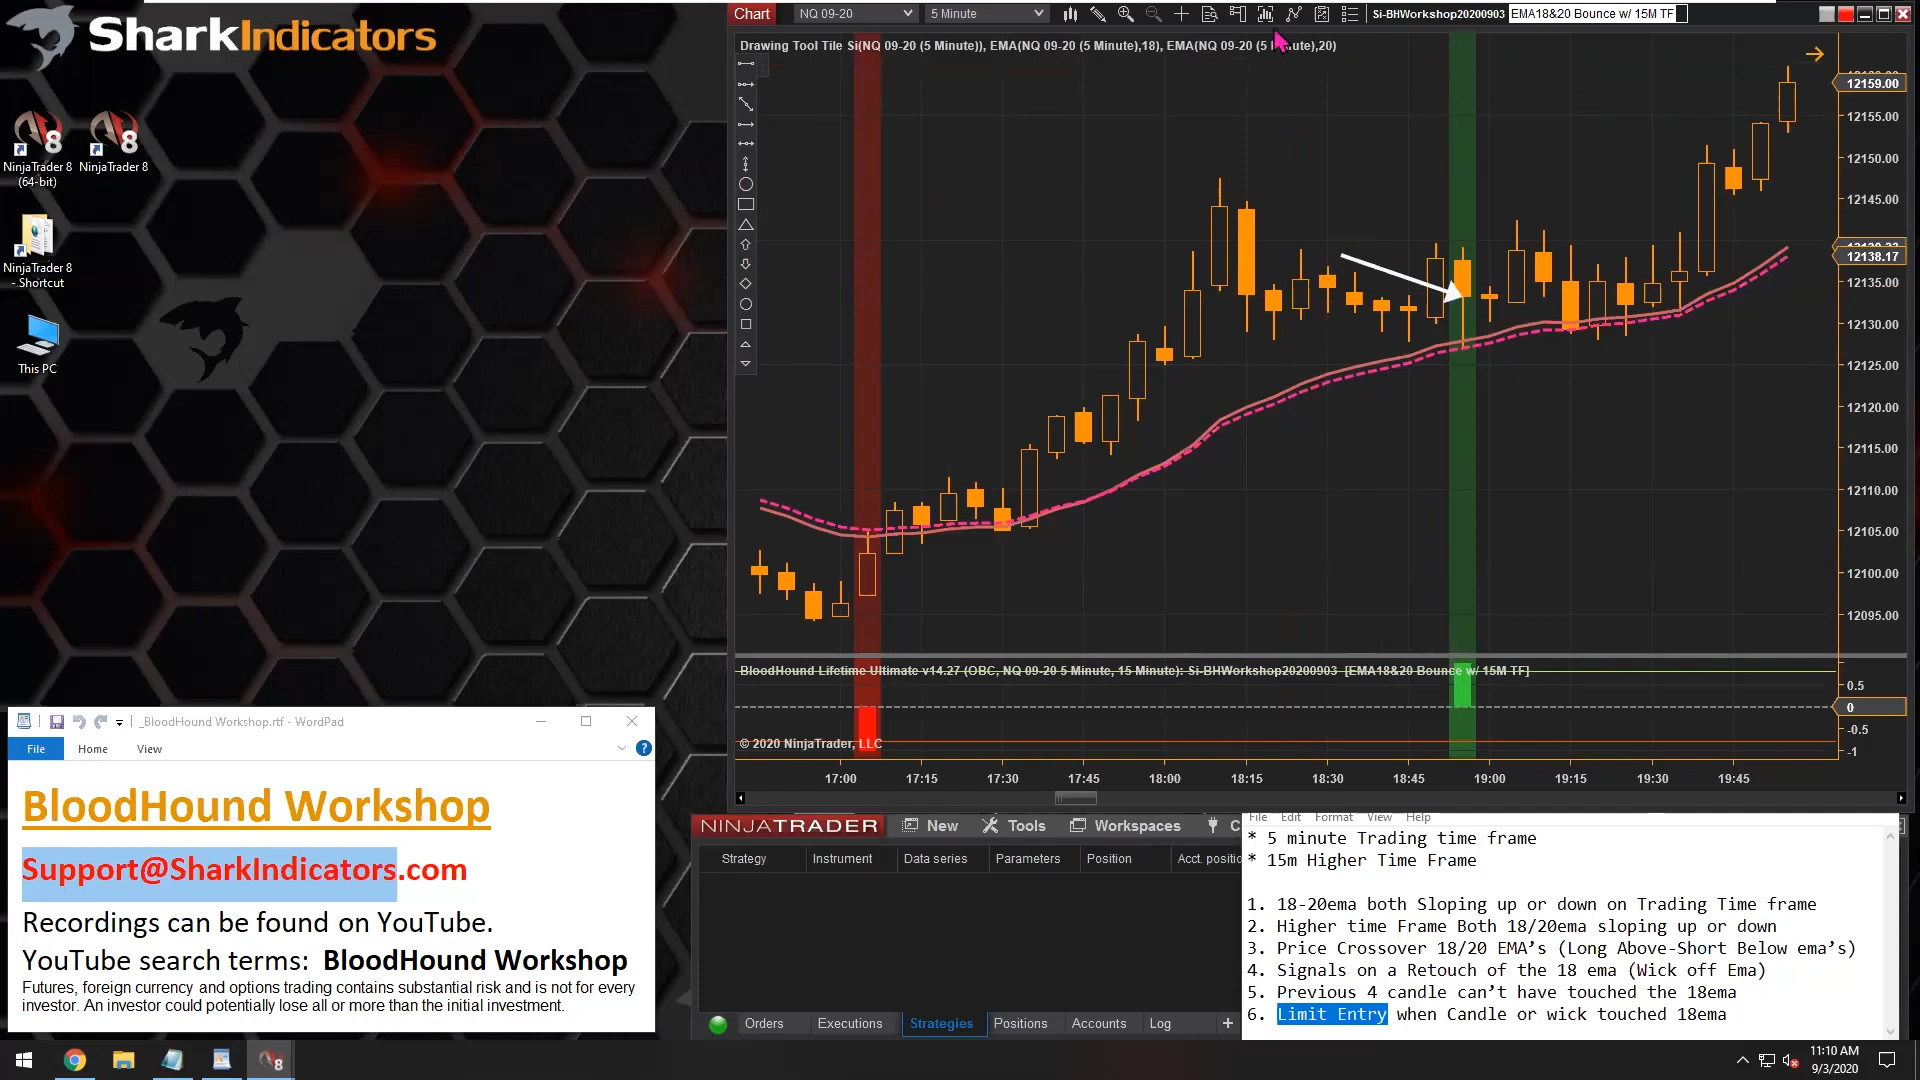 SharkIndicators
NinjaTrader 8
(64-bit)
NinjaTrader 8
NinjaTrader 8
- Shortcut
This PC
Chart
NQ 09-20
5 Minute
Si-BHWorkshop20200903
EMA18&20 Bounce w/ 15M TF
Drawing Tool Tile Si(NQ 09-20 (5 Minute)), EMA(NQ 09-20 (5 Minute),18), EMA(NQ 09-20 (5 Minute),20)
12159.00
12155.00
12150.00
12145.00
12138.17
12135.00
12130.00
12125.00
12120.00
12115.00
12110.00
12105.00
12100.00
12095.00
BloodHound Lifetime Ultimate v14.27 (OBC, NQ 09-20 5 Minute, 15 Minute): Si-BHWorkshop20200903 [EMA18&20 Bounce w/ 15M TF]
0.5
0
-0.5
-1
© 2020 NinjaTrader, LLC
17:00 17:15 17:30 17:45 18:00 18:15 18:30 18:45 19:00 19:15 19:30 19:45
_BloodHound Workshop.rtf - WordPad
File Home View
BloodHound Workshop
Support@SharkIndicators.com
Recordings can be found on YouTube.
YouTube search terms: BloodHound Workshop
Futures, foreign currency and options trading contains substantial risk and is not for every
investor. An investor could potentially lose all or more than the initial investment.
NINJATRADER New Tools Workspaces C
Strategy Instrument Data series Parameters Position Acct. positio
Orders Executions Strategies Positions Accounts Log +
File Edit Format View Help
* 5 minute Trading time frame
* 15m Higher Time Frame
1. 18-20ema both Sloping up or down on Trading Time frame
2. Higher time Frame Both 18/20ema sloping up or down
3. Price Crossover 18/20 EMA's (Long Above-Short Below ema's)
4. Signals on a Retouch of the 18 ema (Wick off Ema)
5. Previous 4 candle can't have touched the 18ema
6. Limit Entry when Candle or wick touched 18ema
11:10 AM
9/3/2020